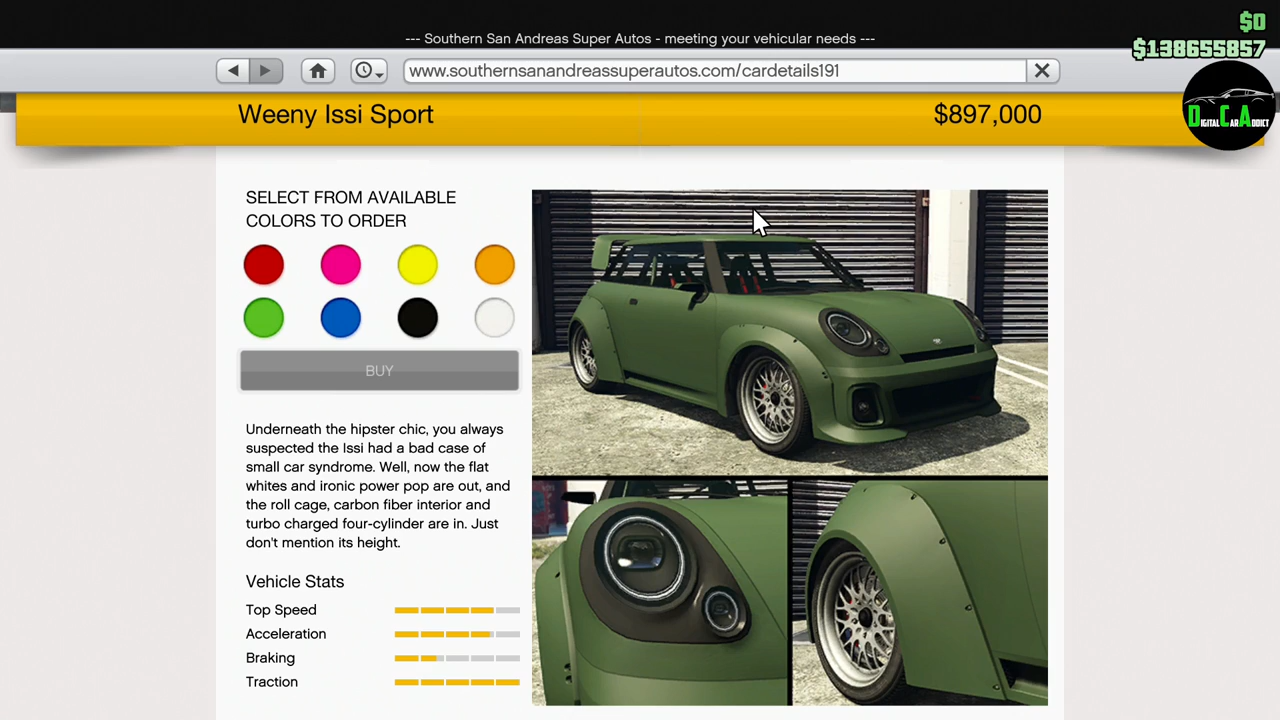 $0
--- Southern San Andreas Super Autos - meeting your vehicular needs ---
$138655857
www.southernsanandreassuperautos.com/cardetails191
Weeny Issi Sport
$897,000
DIGITAL CAR ADDICT
SELECT FROM AVAILABLE
COLORS TO ORDER
BUY
Underneath the hipster chic, you always
suspected the Issi had a bad case of
small car syndrome. Well, now the flat
whites and ironic power pop are out, and
the roll cage, carbon fiber interior and
turbo charged four-cylinder are in. Just
don't mention its height.
Vehicle Stats
Top Speed
Acceleration
Braking
Traction